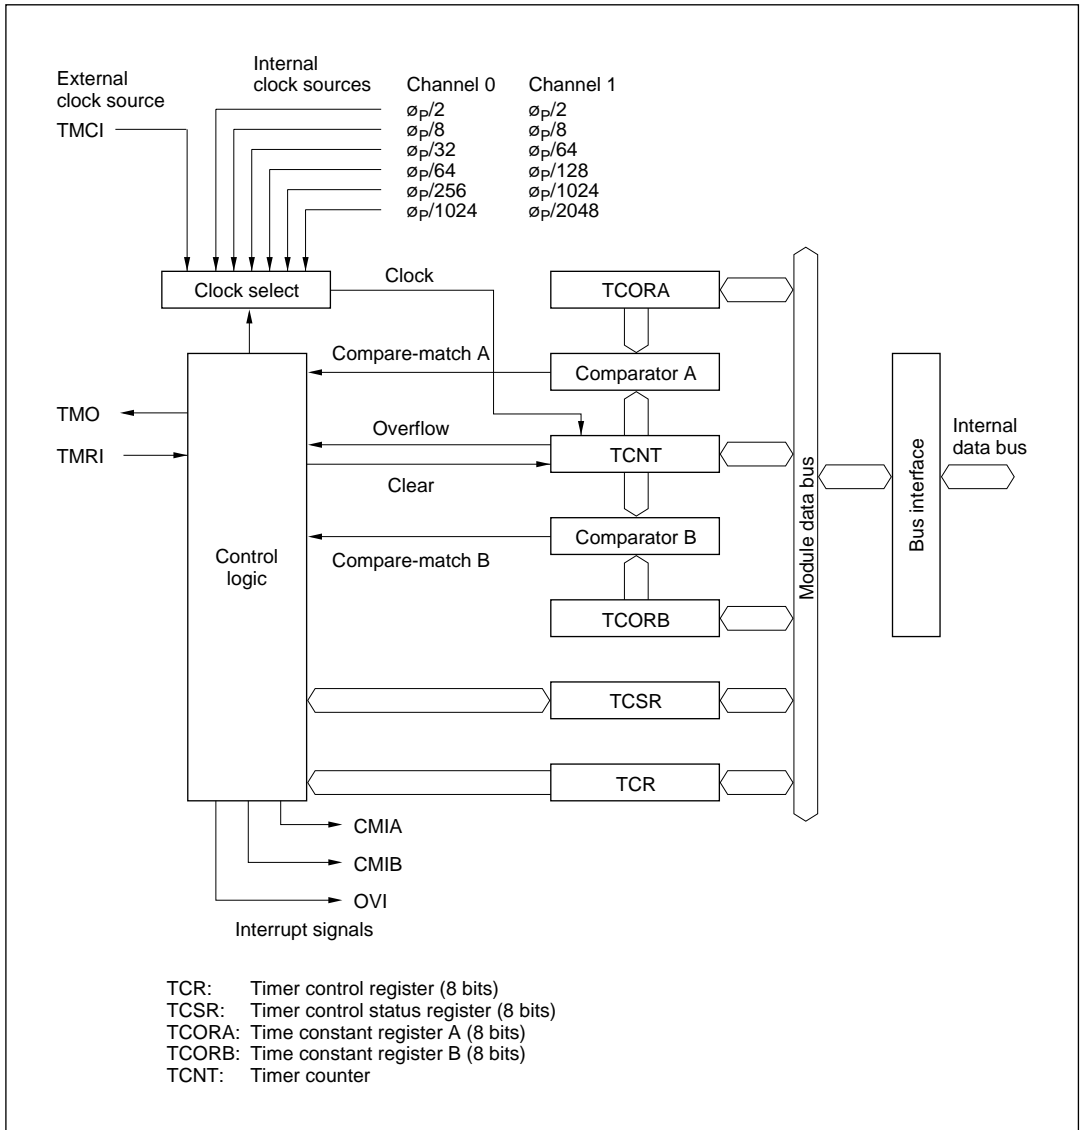 External
clock source
TMCI
Internal
clock sources
Channel 0
øP/2
øP/8
øP/32
øP/64
øP/256
øP/1024
Channel 1
øP/2
øP/8
øP/64
øP/128
øP/1024
øP/2048
Clock select
Clock
TCORA
Compare-match A
Comparator A
TMO
TMRI
Overflow
TCNT
Clear
Comparator B
Compare-match B
Control
logic
TCORB
TCSR
TCR
Module data bus
Bus interface
Internal
data bus
CMIA
CMIB
OVI
Interrupt signals
TCR: Timer control register (8 bits)
TCSR: Timer control status register (8 bits)
TCORA: Time constant register A (8 bits)
TCORB: Time constant register B (8 bits)
TCNT: Timer counter